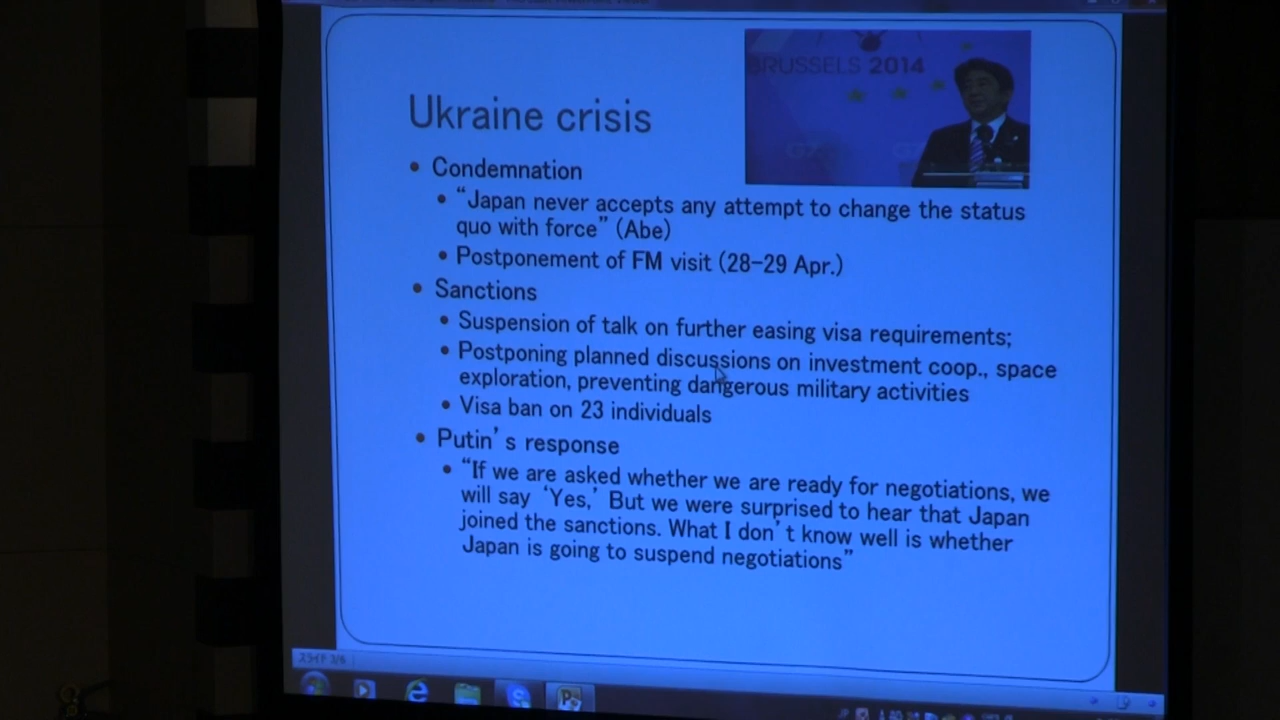 BRUSSELS 2014
G7
Ukraine crisis
• Condemnation
• “Japan never accepts any attempt to change the status
quo with force” (Abe)
• Postponement of FM visit (28-29 Apr.)
• Sanctions
• Suspension of talk on further easing visa requirements;
• Postponing planned discussions on investment coop., space
exploration, preventing dangerous military activities
• Visa ban on 23 individuals
• Putin’s response
• “If we are asked whether we are ready for negotiations, we
will say ‘Yes,’ But we were surprised to hear that Japan
joined the sanctions. What I don’t know well is whether
Japan is going to suspend negotiations”
スライド 3/6